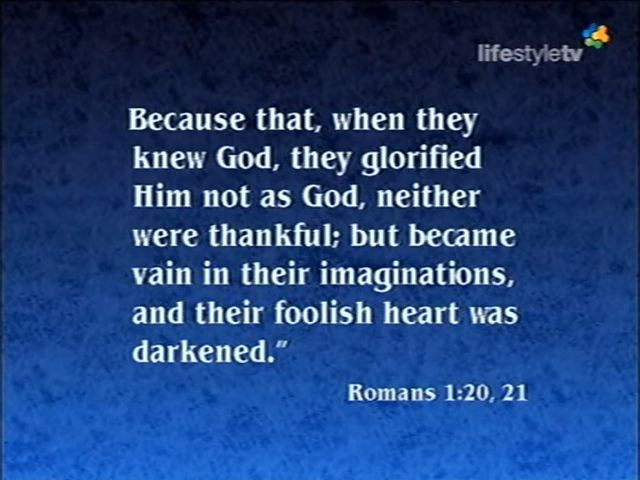 lifestyletv
Because that, when they
knew God, they glorified
Him not as God, neither
were thankful; but became
vain in their imaginations,
and their foolish heart was
darkened."
Romans 1:20, 21